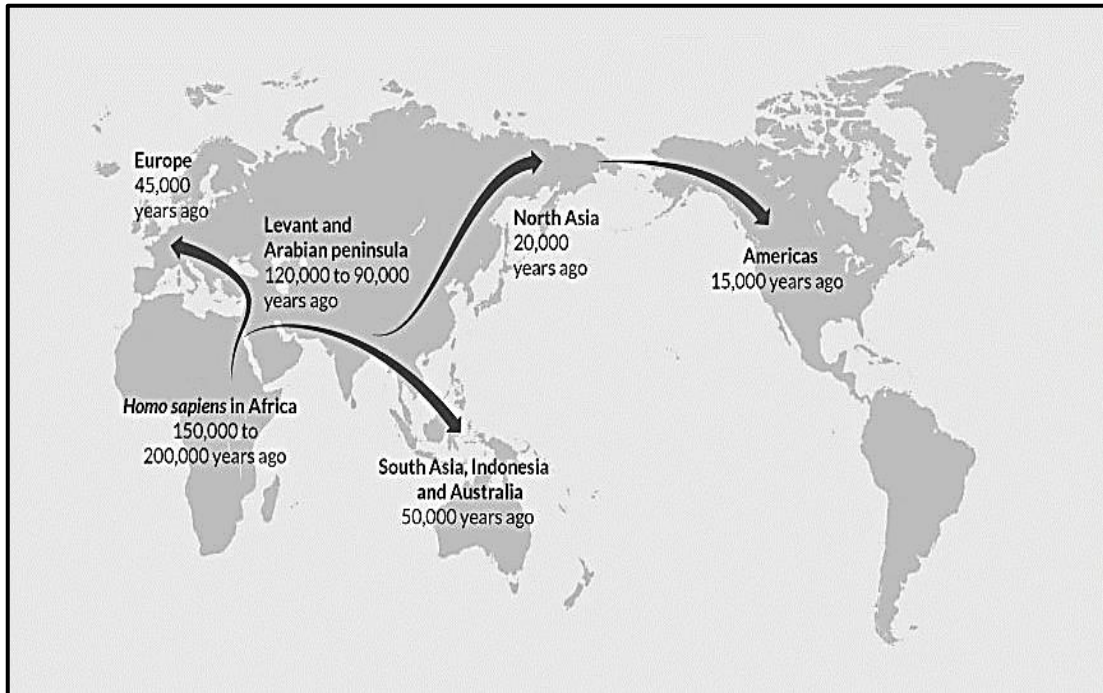 Europe
45,000
years ago
Levant and
Arabian peninsula
120,000 to 90,000
years ago
North Asia
20,000
years ago
Americas
15,000 years ago
Homo sapiens in Africa
150,000 to
200,000 years ago
South Asia, Indonesia
and Australia
50,000 years ago